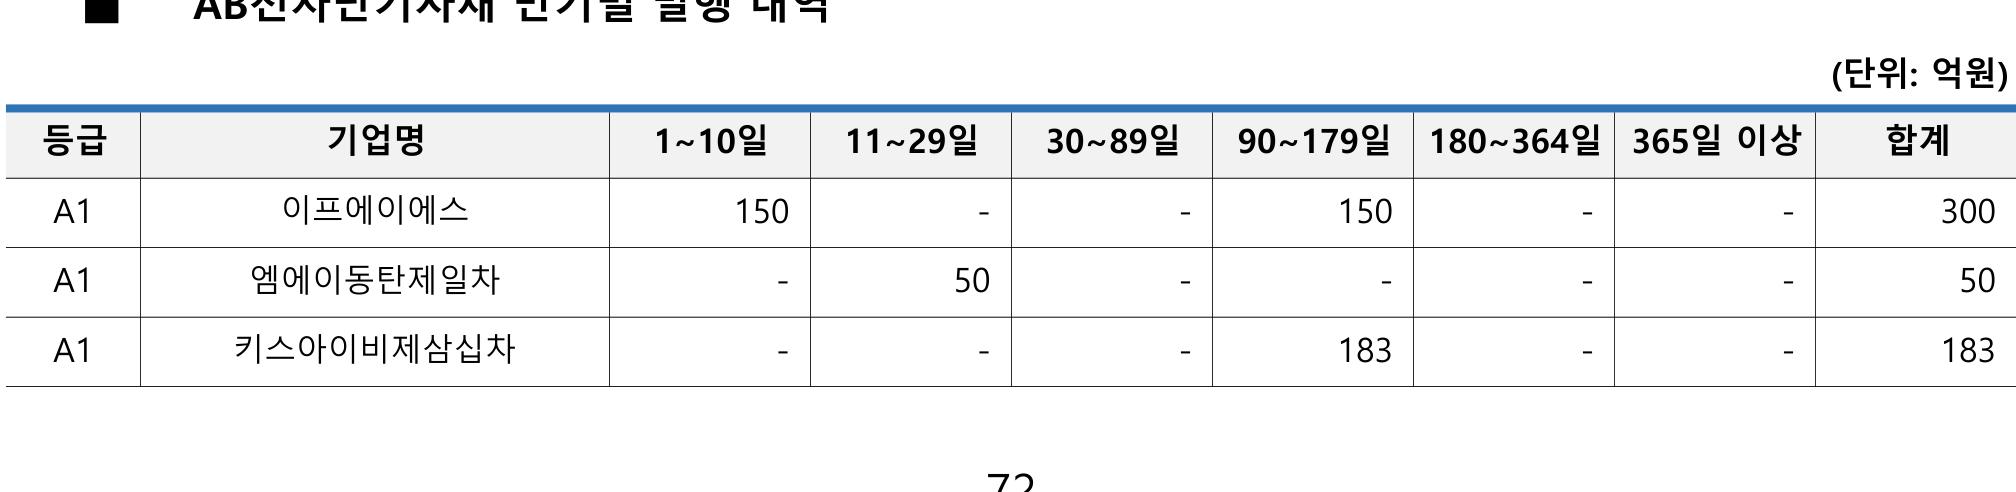 ■ AB전자단기사채 만기별 발행 내역
(단위: 억원)
등급 기업명 1~10일 11~29일 30~89일 90~179일 180~364일 365일 이상 합계
A1 이프에이에스 150 - - 150 - - 300
A1 엠에이동탄제일차 - 50 - - - - 50
A1 키스아이비제삼십차 - - - 183 - - 183
72